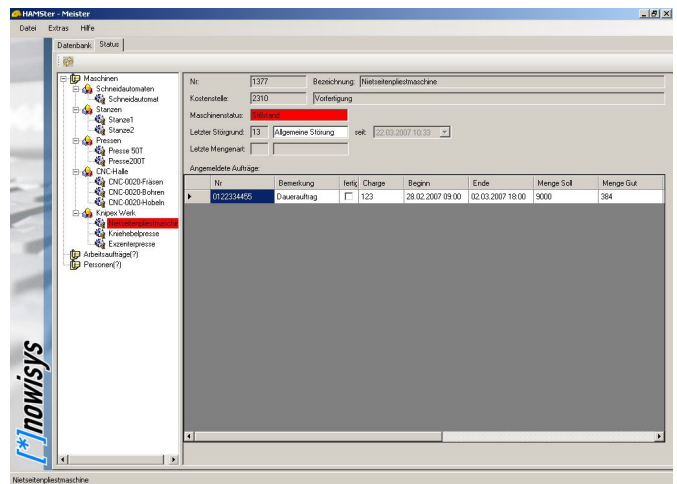 HAMSter - Meister
Datei Extras Hilfe
Datenbank Status
Maschinen
Schneidautomaten
Schneidautomat
Stanzen
Stanze1
Stanze2
Pressen
Presse 50T
Presse200T
CNC-Halle
CNC-0020-Fräsen
CNC-0020-Bohren
CNC-0020-Hobeln
Knipex Werk
Nietseitenpliestmaschine
Kniehebelpresse
Exzenterpresse
Arbeitsaufträge(?)
Personen(?)
Nr: 1377 Bezeichnung: Nietseitenpliestmaschine
Kostenstelle: 2310 Vorfertigung
Maschinenstatus: Stillstand
Letzter Störgrund: 13 Allgemeine Störung seit: 22.03.2007 10:33
Letzte Mengenart:
Angemeldete Aufträge:
Nr Bemerkung fertig Charge Beginn Ende Menge Soll Menge Gut
0122334455 Dauerauftrag 123 28.02.2007 09:00 02.03.2007 18:00 9000 384
[*]nowisys
Nietseitenpliestmaschine